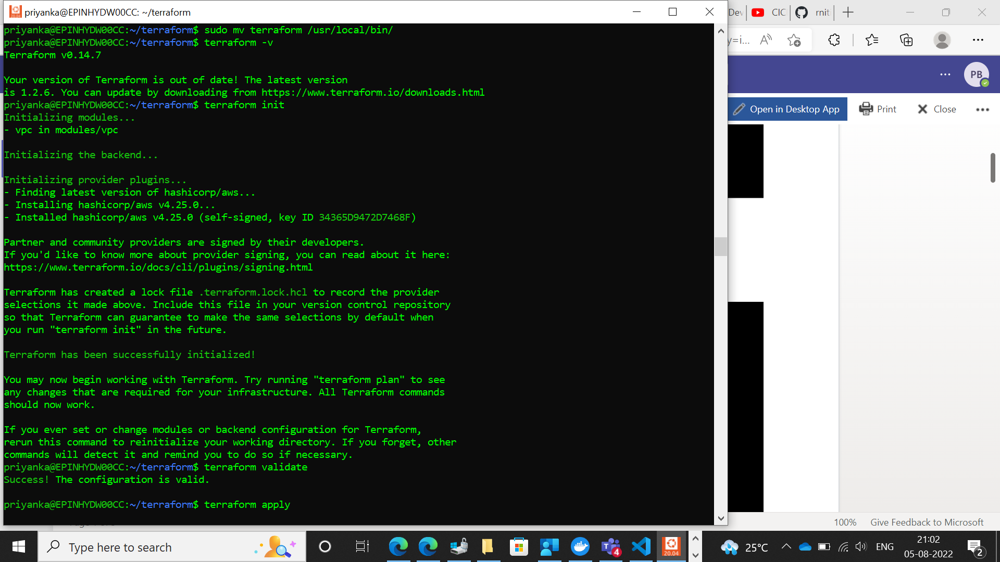 priyanka@EPINHYDW00CC: ~/terraform
priyanka@EPINHYDW00CC:~/terraform$ sudo mv terraform /usr/local/bin/
priyanka@EPINHYDW00CC:~/terraform$ terraform -v
Terraform v0.14.7
Your version of Terraform is out of date! The latest version
is 1.2.6. You can update by downloading from https://www.terraform.io/downloads.html
priyanka@EPINHYDW00CC:~/terraform$ terraform init
Initializing modules...
- vpc in modules/vpc
Initializing the backend...
Initializing provider plugins...
- Finding latest version of hashicorp/aws...
- Installing hashicorp/aws v4.25.0...
- Installed hashicorp/aws v4.25.0 (self-signed, key ID 34365D9472D7468F)
Partner and community providers are signed by their developers.
If you'd like to know more about provider signing, you can read about it here:
https://www.terraform.io/docs/cli/plugins/signing.html
Terraform has created a lock file .terraform.lock.hcl to record the provider
selections it made above. Include this file in your version control repository
so that Terraform can guarantee to make the same selections by default when
you run "terraform init" in the future.
Terraform has been successfully initialized!
You may now begin working with Terraform. Try running "terraform plan" to see
any changes that are required for your infrastructure. All Terraform commands
should now work.
If you ever set or change modules or backend configuration for Terraform,
rerun this command to reinitialize your working directory. If you forget, other
commands will detect it and remind you to do so if necessary.
priyanka@EPINHYDW00CC:~/terraform$ terraform validate
Success! The configuration is valid.
priyanka@EPINHYDW00CC:~/terraform$ terraform apply
Dev
CIC
rnit
y=i...
PB
Open in Desktop App
Print
Close
100%
Give Feedback to Microsoft
Type here to search
4
20.04
25°C
ENG
21:02
05-08-2022
2